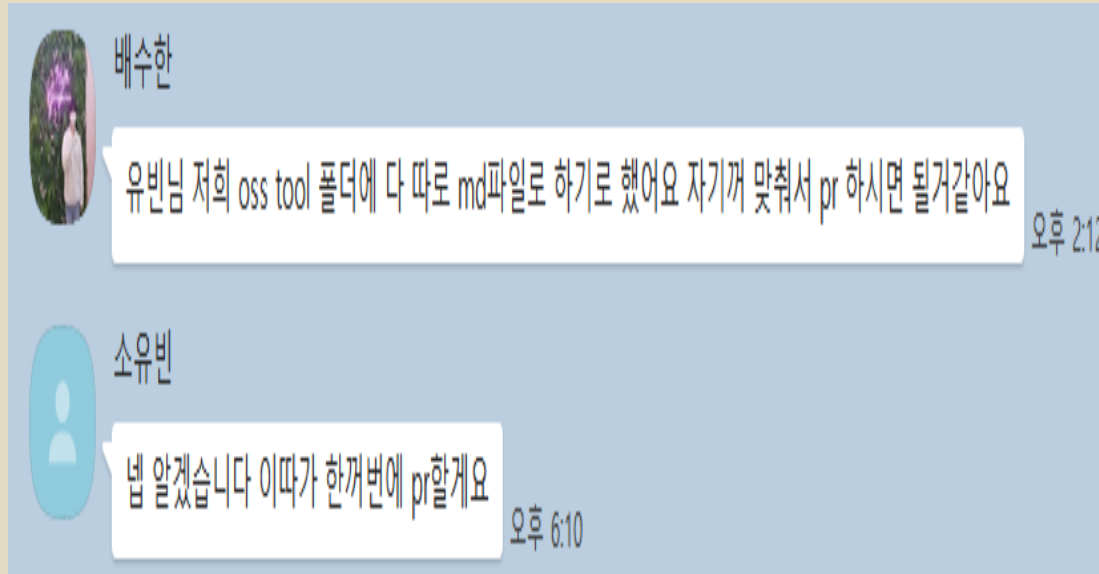 배수한
유빈님 저희 oss tool 폴더에 다 따로 md파일로 하기로 했어요 자기꺼 맞춰서 pr 하시면 될거같아요
오후 2:12
소유빈
넵 알겠습니다 이따가 한꺼번에 pr할게요
오후 6:10